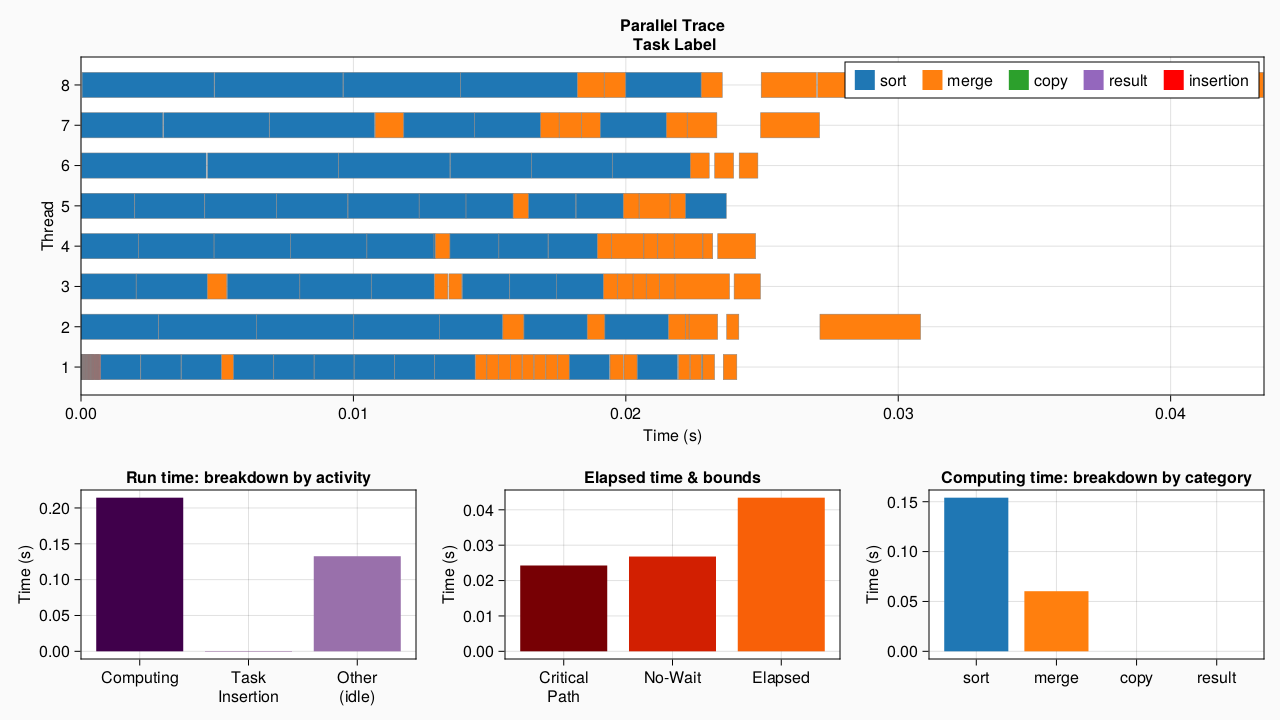 Parallel Trace
Task Label
sort merge copy result insertion
8
7
6
5
4
3
2
1
Thread
0.00 0.01 0.02 0.03 0.04
Time (s)
Run time: breakdown by activity
0.20
0.15
0.10
0.05
0.00
Time (s)
Computing
Task
Insertion
Other
(idle)
Elapsed time & bounds
0.04
0.03
0.02
0.01
0.00
Time (s)
Critical
Path
No-Wait
Elapsed
Computing time: breakdown by category
0.15
0.10
0.05
0.00
Time (s)
sort merge copy result